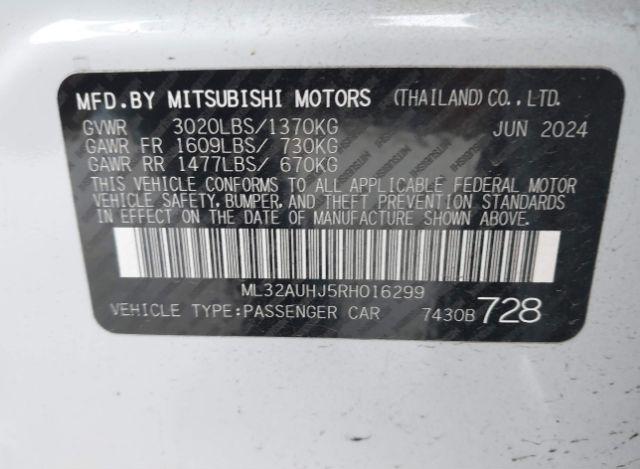 MFD.BY MITSUBISHI MOTORS (THAILAND)CO.,LTD.
GVWR 3020LBS/1370KG JUN 2024
GAWR FR 1609LBS/ 730KG
GAWR RR 1477LBS/ 670KG
THIS VEHICLE CONFORMS TO ALL APPLICABLE FEDERAL MOTOR
VEHICLE SAFETY, BUMPER, AND THEFT PREVENTION STANDARDS
IN EFFECT ON THE DATE OF MANUFACTURE SHOWN ABOVE.
ML32AUHJ5RH016299
VEHICLE TYPE:PASSENGER CAR 7430B 728